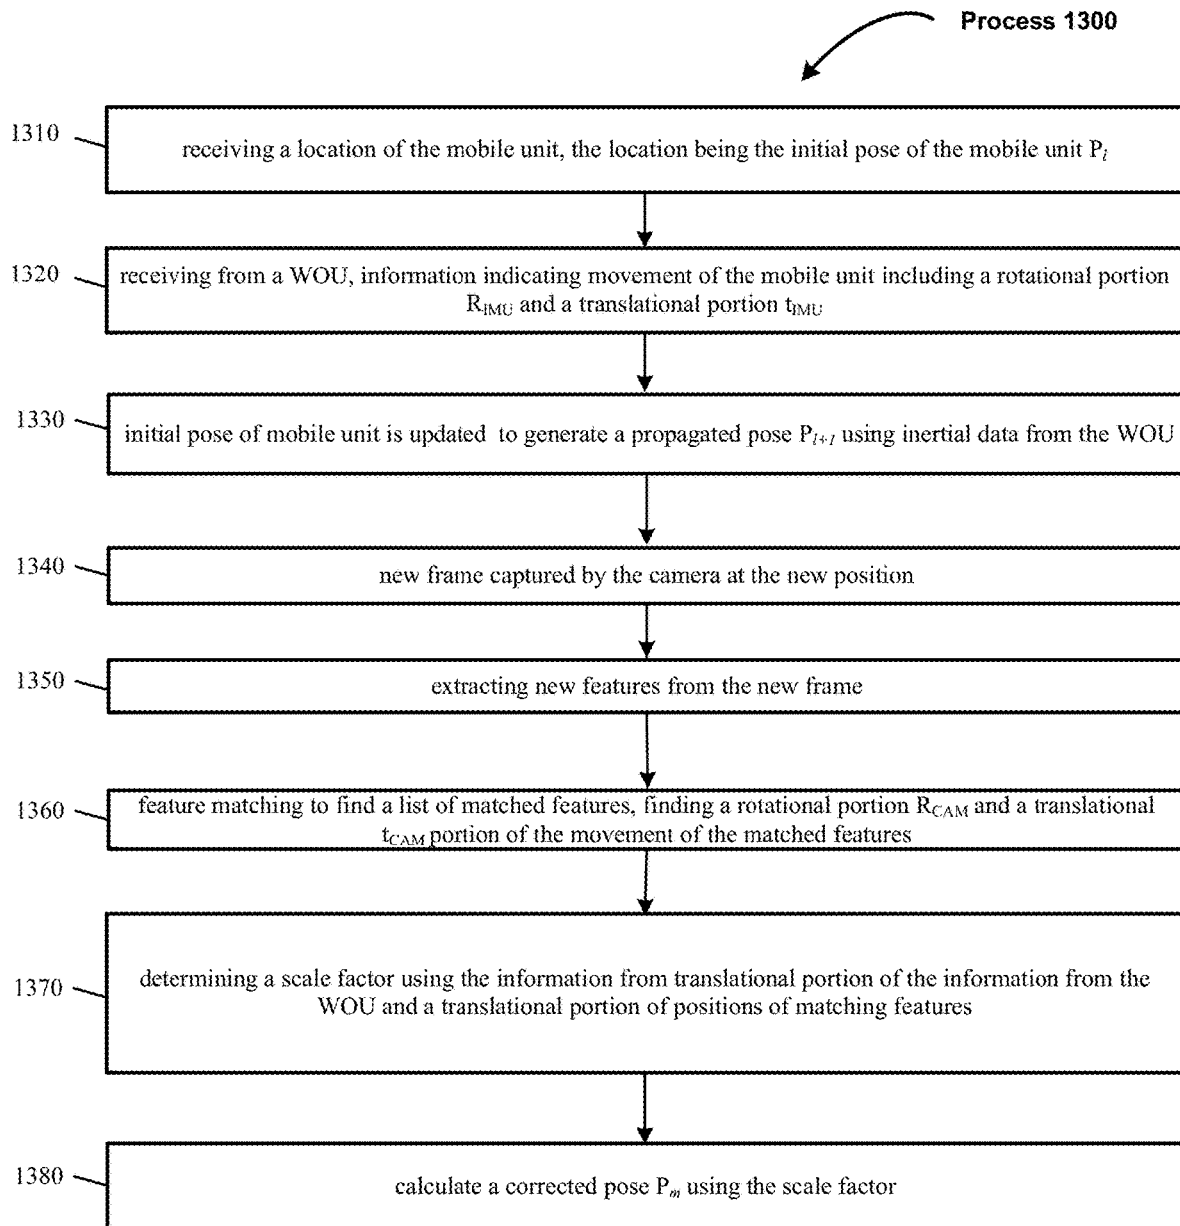 Process 1300
1310
receiving a location of the mobile unit, the location being the initial pose of the mobile unit Pₗ
1320
receiving from a WOU, information indicating movement of the mobile unit including a rotational portion
R_IMU and a translational portion t_IMU
1330
initial pose of mobile unit is updated to generate a propagated pose P_l+1 using inertial data from the WOU
1340
new frame captured by the camera at the new position
1350
extracting new features from the new frame
1360
feature matching to find a list of matched features, finding a rotational portion R_CAM and a translational
t_CAM portion of the movement of the matched features
1370
determining a scale factor using the information from translational portion of the information from the
WOU and a translational portion of positions of matching features
1380
calculate a corrected pose P_m using the scale factor